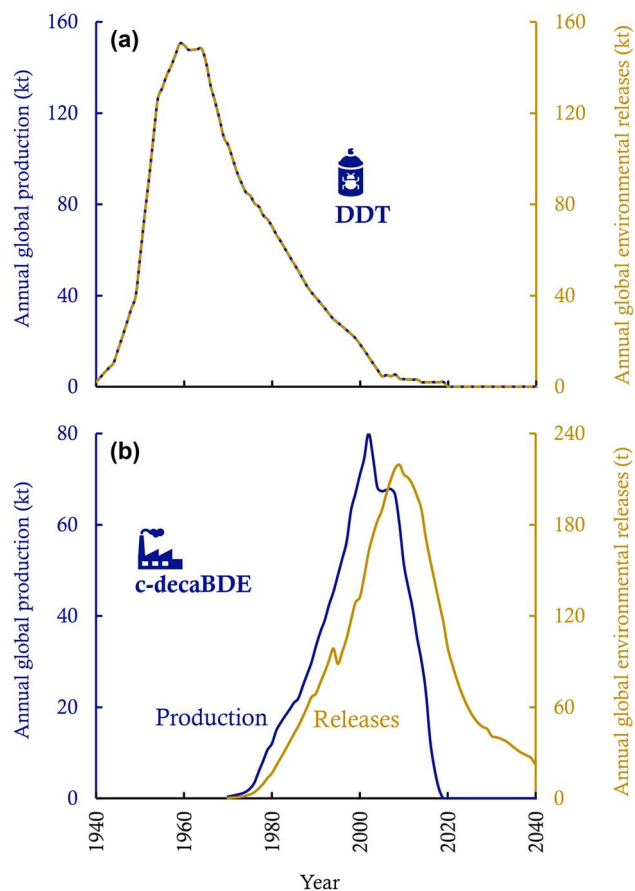 (a)
Annual global production (kt)
160
120
80
40
0
DDT
160
120
80
40
0
Annual global environmental releases (kt)
(b)
Annual global production (kt)
80
60
40
20
0
c-decaBDE
Production
Releases
240
180
120
60
0
Annual global environmental releases (t)
1940
1960
1980
2000
2020
2040
Year